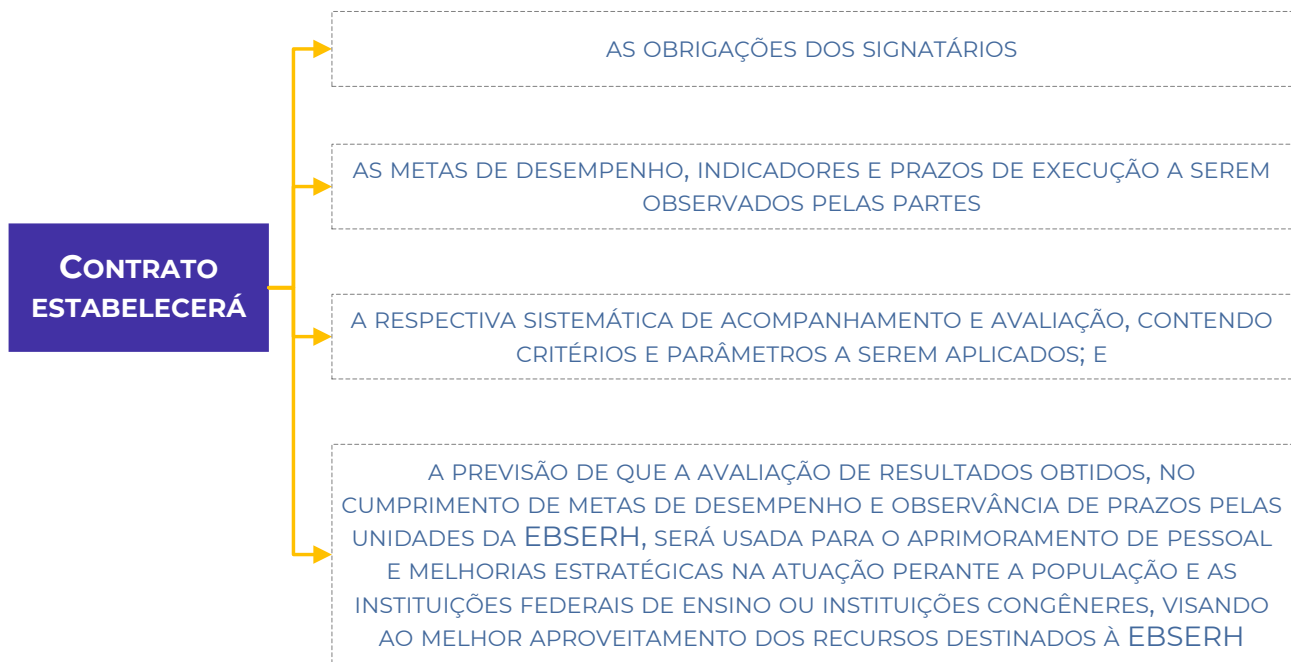 CONTRATO
ESTABELECERÁ
AS OBRIGAÇÕES DOS SIGNATÁRIOS
AS METAS DE DESEMPENHO, INDICADORES E PRAZOS DE EXECUÇÃO A SEREM
OBSERVADOS PELAS PARTES
A RESPECTIVA SISTEMÁTICA DE ACOMPANHAMENTO E AVALIAÇÃO, CONTENDO
CRITÉRIOS E PARÂMETROS A SEREM APLICADOS; E
A PREVISÃO DE QUE A AVALIAÇÃO DE RESULTADOS OBTIDOS, NO
CUMPRIMENTO DE METAS DE DESEMPENHO E OBSERVÂNCIA DE PRAZOS PELAS
UNIDADES DA EBSERH, SERÁ USADA PARA O APRIMORAMENTO DE PESSOAL
E MELHORIAS ESTRATÉGICAS NA ATUAÇÃO PERANTE A POPULAÇÃO E AS
INSTITUIÇÕES FEDERAIS DE ENSINO OU INSTITUIÇÕES CONGÊNERES, VISANDO
AO MELHOR APROVEITAMENTO DOS RECURSOS DESTINADOS À EBSERH